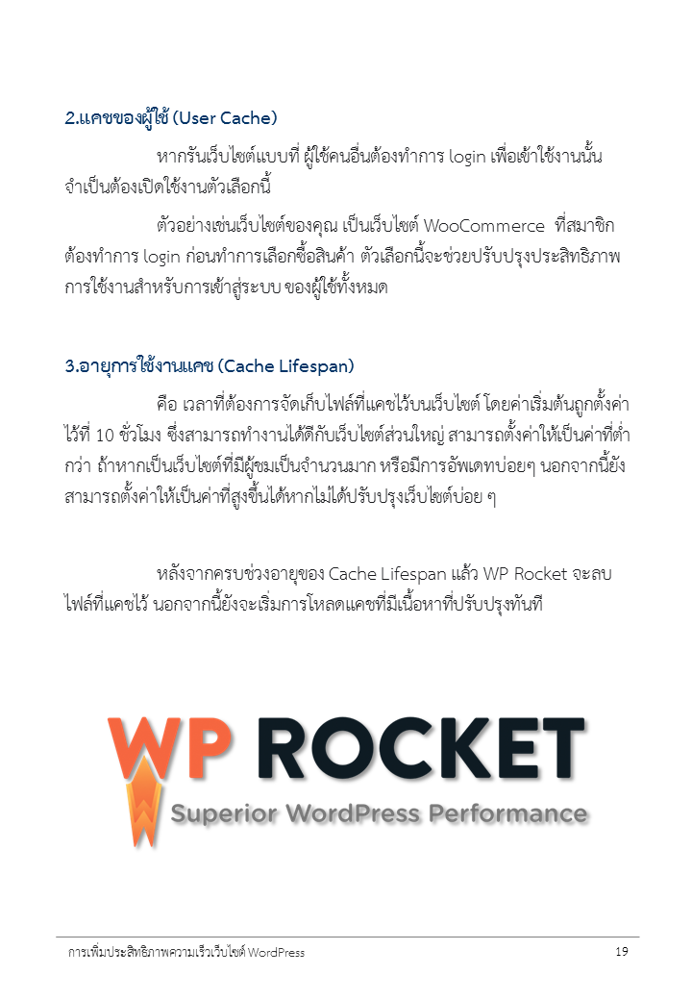 2.แคชของผู้ใช้ (User Cache)
หากรันเว็บไซต์แบบที่ ผู้ใช้คนอื่นต้องทำการ login เพื่อเข้าใช้งานนั้น
จำเป็นต้องเปิดใช้งานตัวเลือกนี้
ตัวอย่างเช่นเว็บไซต์ของคุณ เป็นเว็บไซต์ WooCommerce ที่สมาชิก
ต้องทำการ login ก่อนทำการเลือกซื้อสินค้า ตัวเลือกนี้จะช่วยปรับปรุงประสิทธิภาพ
การใช้งานสำหรับการเข้าสู่ระบบ ของผู้ใช้ทั้งหมด
3.อายุการใช้งานแคช (Cache Lifespan)
คือ เวลาที่ต้องการจัดเก็บไฟล์ที่แคชไว้บนเว็บไซต์ โดยค่าเริ่มต้นถูกตั้งค่า
ไว้ที่ 10 ชั่วโมง ซึ่งสามารถทำงานได้ดีกับเว็บไซต์ส่วนใหญ่ สามารถตั้งค่าให้เป็นค่าที่ต่ำ
กว่า ถ้าหากเป็นเว็บไซต์ที่มีผู้ชมเป็นจำนวนมาก หรือมีการอัพเดทบ่อยๆ นอกจากนี้ยัง
สามารถตั้งค่าให้เป็นค่าที่สูงขึ้นได้หากไม่ได้ปรับปรุงเว็บไซต์บ่อย ๆ
หลังจากครบช่วงอายุของ Cache Lifespan แล้ว WP Rocket จะลบ
ไฟล์ที่แคชไว้ นอกจากนี้ยังจะเริ่มการโหลดแคชที่มีเนื้อหาที่ปรับปรุงทันที
WP ROCKET
Superior WordPress Performance
การเพิ่มประสิทธิภาพความเร็วเว็บไซต์ WordPress 19